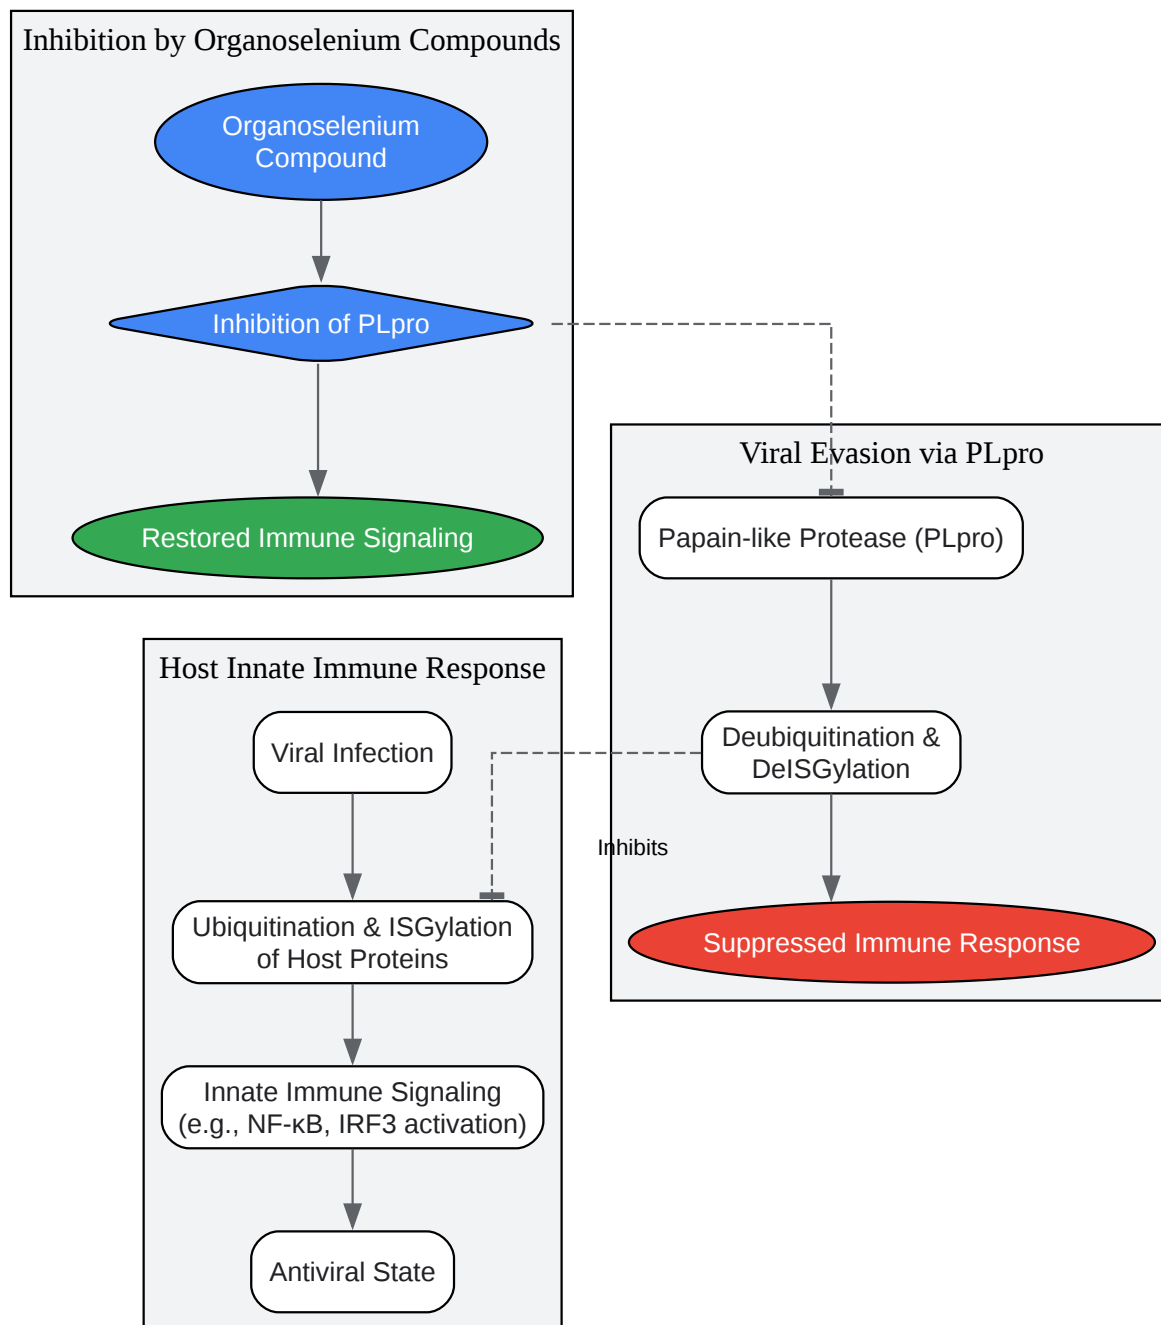 Inhibition by Organoselenium Compounds
Organoselenium
Compound
Inhibition of PLpro
Restored Immune Signaling
Viral Evasion via PLpro
Papain-like Protease (PLpro)
Deubiquitination &
DeISGylation
Inhibits
Suppressed Immune Response
Host Innate Immune Response
Viral Infection
Ubiquitination & ISGylation
of Host Proteins
Innate Immune Signaling
(e.g., NF-κB, IRF3 activation)
Antiviral State